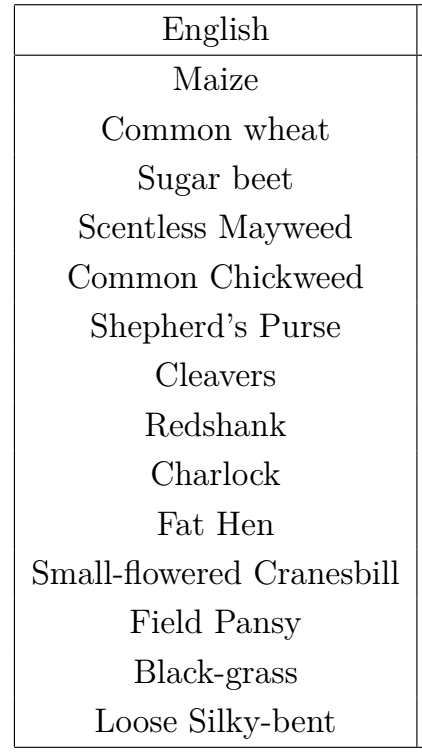 English
Maize
Common wheat
Sugar beet
Scentless Mayweed
Common Chickweed
Shepherd's Purse
Cleavers
Redshank
Charlock
Fat Hen
Small-flowered Cranesbill
Field Pansy
Black-grass
Loose Silky-bent